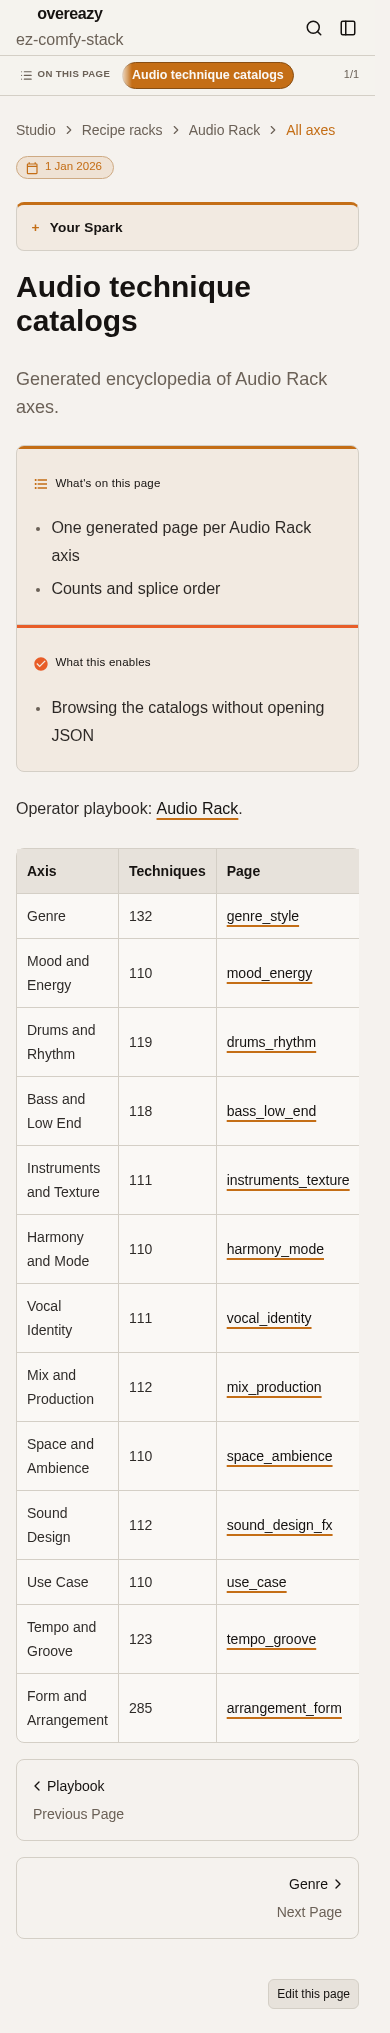 overeazy
ez-comfy-stack
ON THIS PAGE Audio technique catalogs 1/1
Studio > Recipe racks > Audio Rack > All axes
1 Jan 2026
+ Your Spark
Audio technique
catalogs
Generated encyclopedia of Audio Rack
axes.
What's on this page
• One generated page per Audio Rack
axis
• Counts and splice order
What this enables
• Browsing the catalogs without opening
JSON
Operator playbook: Audio Rack.
Axis Techniques Page
Genre 132 genre_style
Mood and
Energy 110 mood_energy
Drums and
Rhythm 119 drums_rhythm
Bass and
Low End 118 bass_low_end
Instruments
and Texture 111 instruments_texture
Harmony
and Mode 110 harmony_mode
Vocal
Identity 111 vocal_identity
Mix and
Production 112 mix_production
Space and
Ambience 110 space_ambience
Sound
Design 112 sound_design_fx
Use Case 110 use_case
Tempo and
Groove 123 tempo_groove
Form and
Arrangement 285 arrangement_form
Playbook
Previous Page
Genre
Next Page
Edit this page